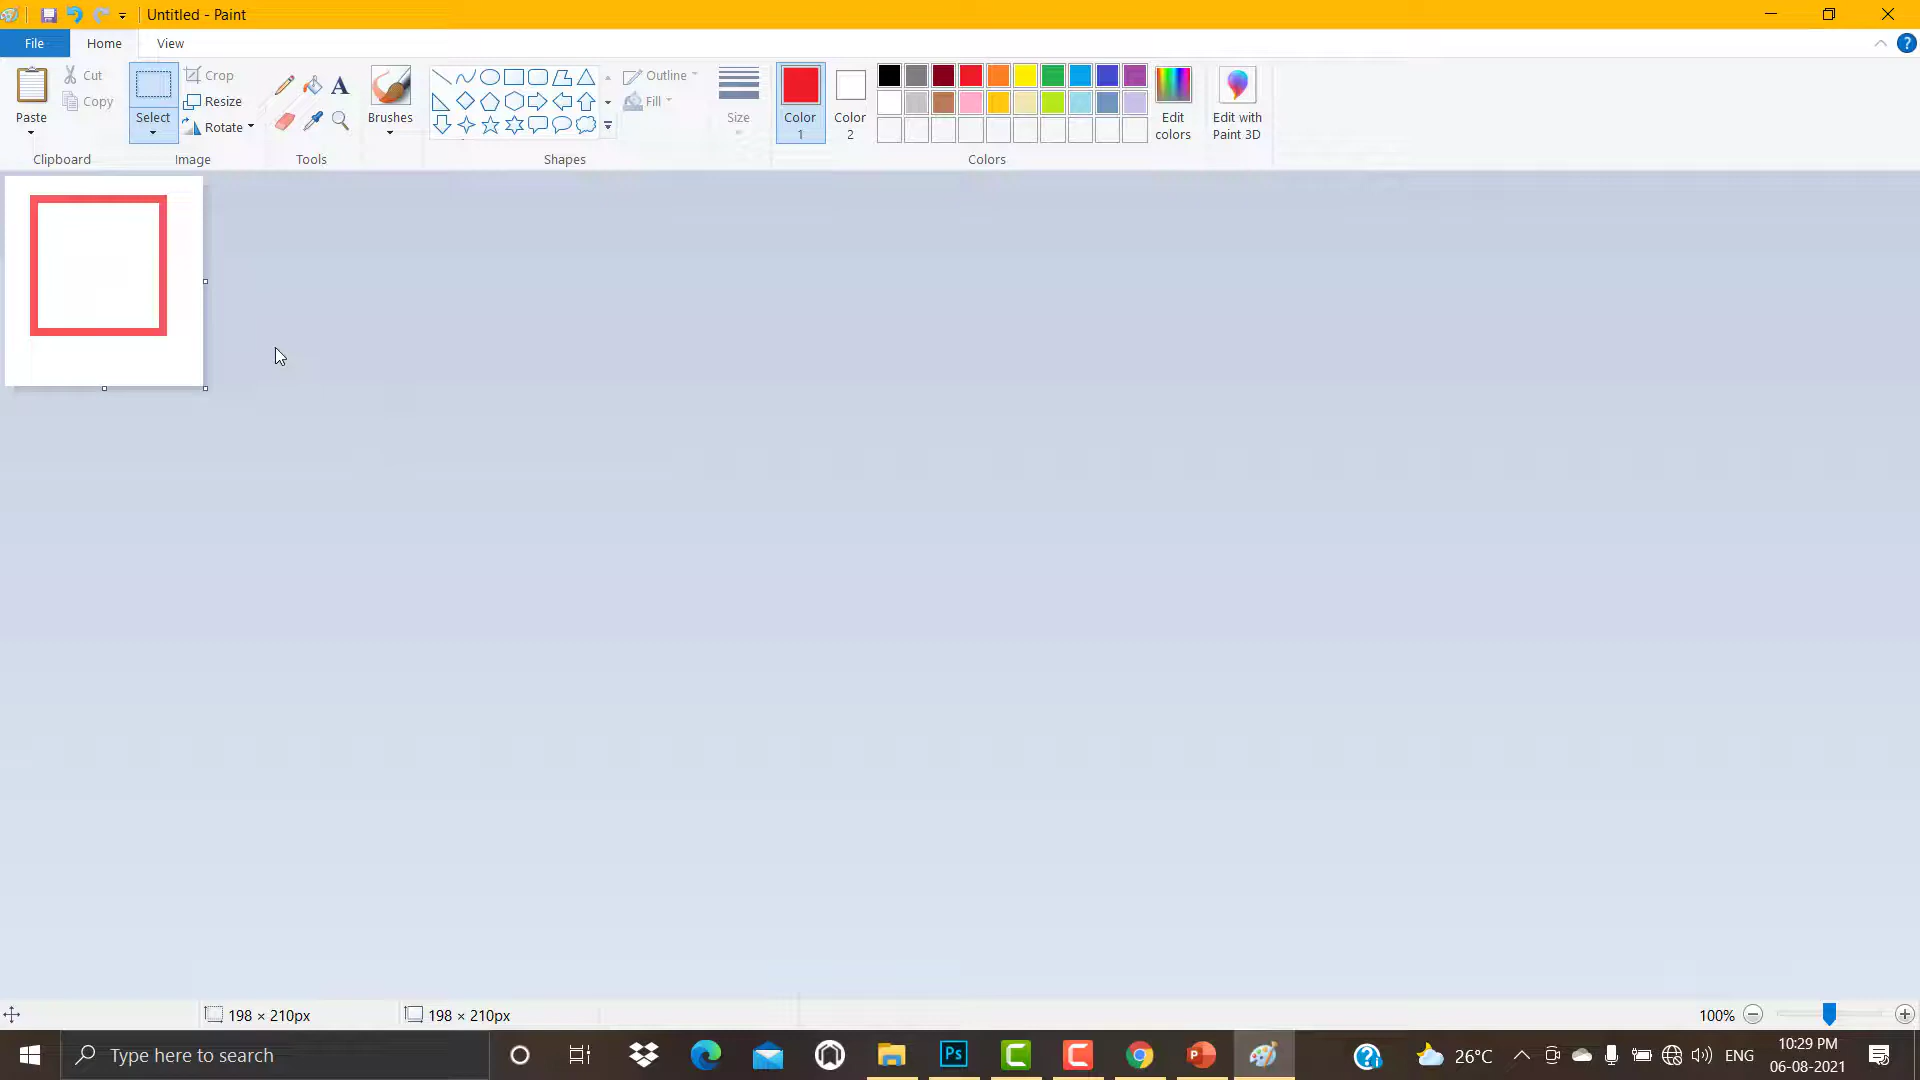 Untitled - Paint
File Home View
Paste
Cut
Copy
Clipboard
Select
Crop
Resize
Rotate
Image
A
Tools
Brushes
Shapes
Outline
Fill
Size
Color 1
Color 2
Colors
Edit colors
Edit with Paint 3D
198 × 210px 198 × 210px 100%
Type here to search
Ps
26°C
ENG
10:29 PM
06-08-2021